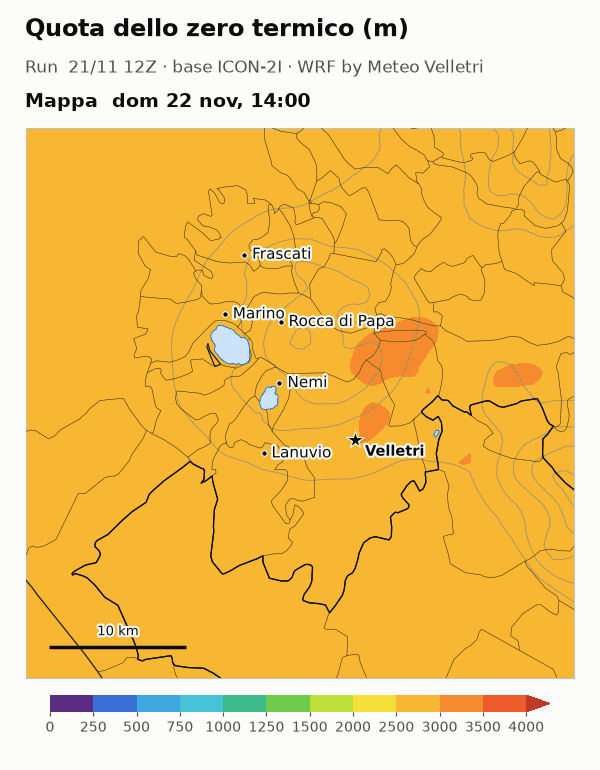 Quota dello zero termico (m)
Run  21/11 12Z · base ICON-2I · WRF by Meteo Velletri
Mappa  dom 22 nov, 14:00
Frascati
Marino
Rocca di Papa
Nemi
Velletri
Lanuvio
10 km
0 250 500 750 1000 1250 1500 2000 2500 3000 3500 4000